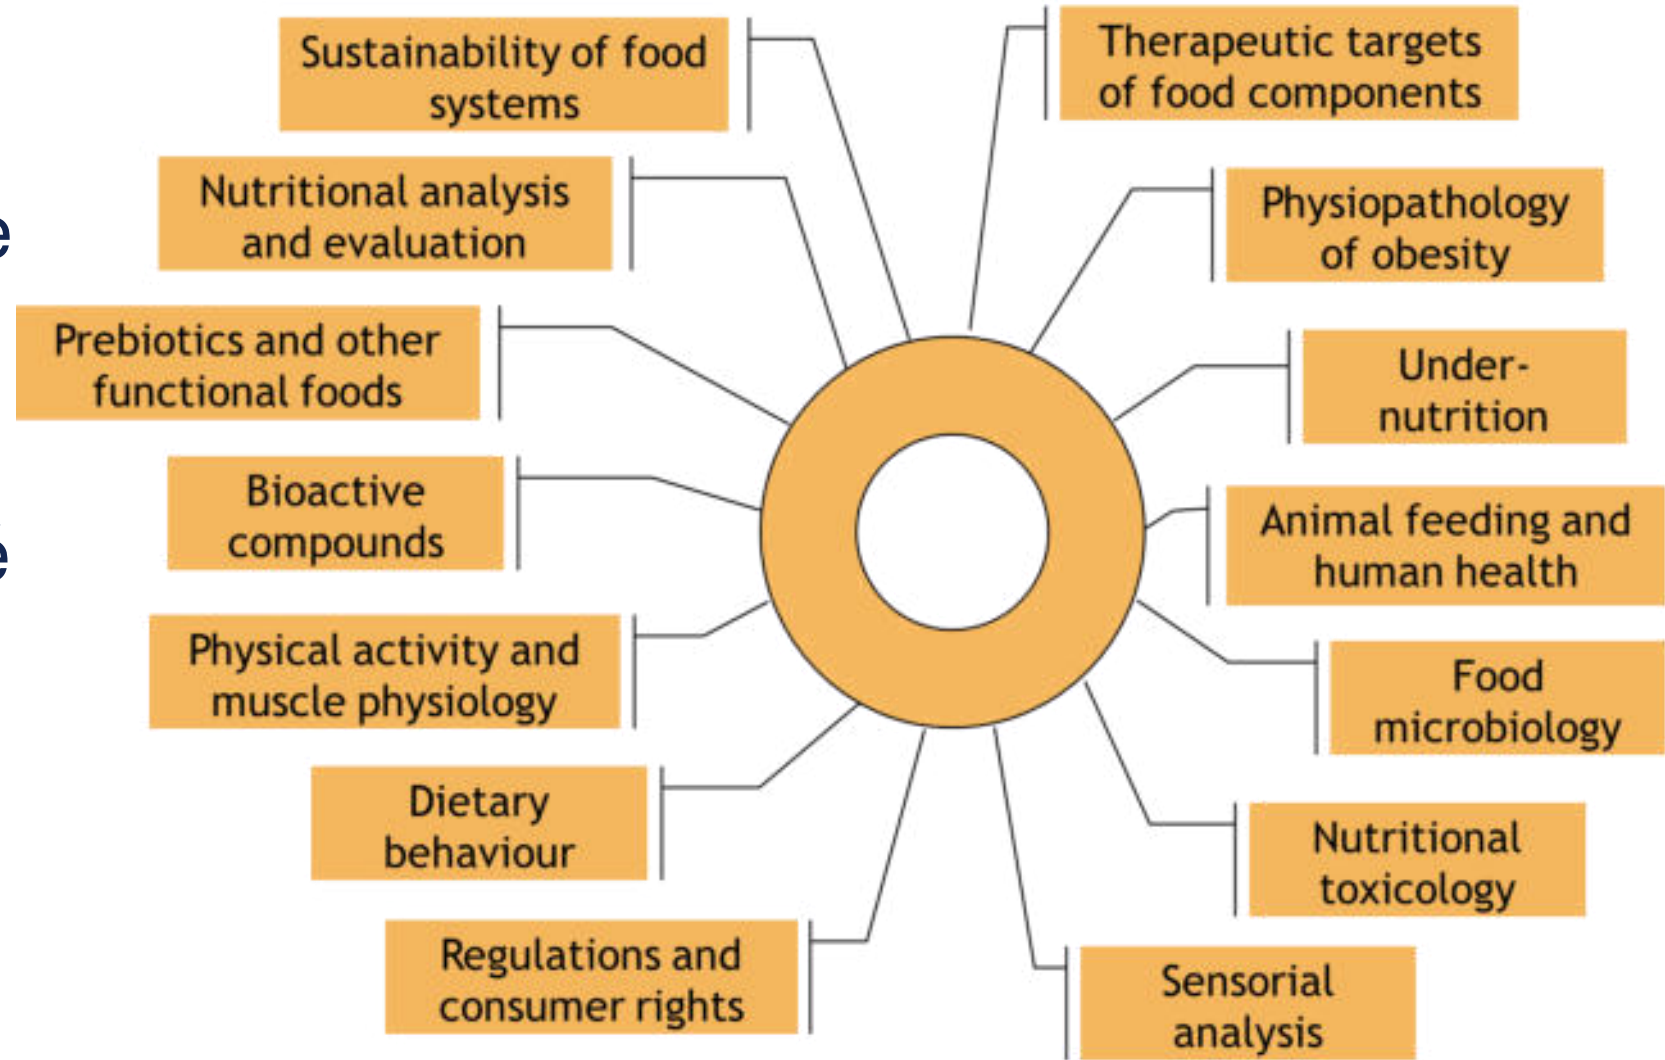 Sustainability of food
systems
Therapeutic targets
of food components
Nutritional analysis
and evaluation
Physiopathology
of obesity
Prebiotics and other
functional foods
Under-
nutrition
Bioactive
compounds
Animal feeding and
human health
Physical activity and
muscle physiology
Food
microbiology
Dietary
behaviour
Nutritional
toxicology
Regulations and
consumer rights
Sensorial
analysis